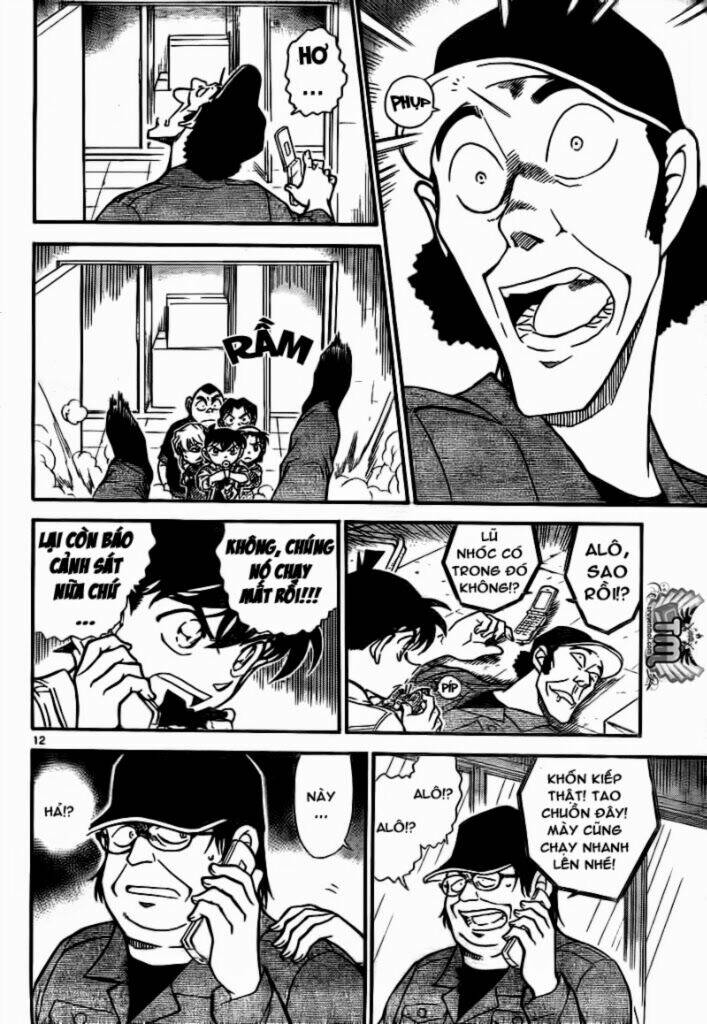 HƠ
...
PHỤP
RẦM
LẠI CÒN BÁO
CẢNH SÁT
NỮA CHỨ
...
KHÔNG, CHÚNG
NÓ CHẠY
MẤT RỒI!!!
LŨ
NHÓC CÓ
TRONG ĐÓ
KHÔNG!?
ALÔ,
SAO
RỒI!?
PÍP
TM
12
HẢ!?
NÀY
...
ALÔ!?
ALÔ!?
KHỐN KIẾP
THẬT! TAO
CHUỒN ĐÂY!
MÀY CŨNG
CHẠY NHANH
LÊN NHÉ!